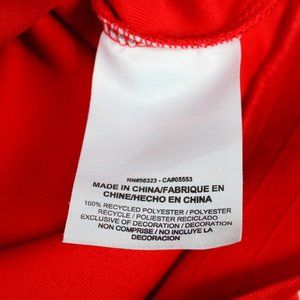 RN#56323 - CA#05553
MADE IN CHINA/FABRIQUE EN
CHINE/HECHO EN CHINA
100% RECYCLED POLYESTER / POLYESTER
RECYCLE / POLIESTER RECICLADO
EXCLUSIVE OF DECORATION / DECORATION
NON COMPRISE / NO INCLUYE LA
DECORACION